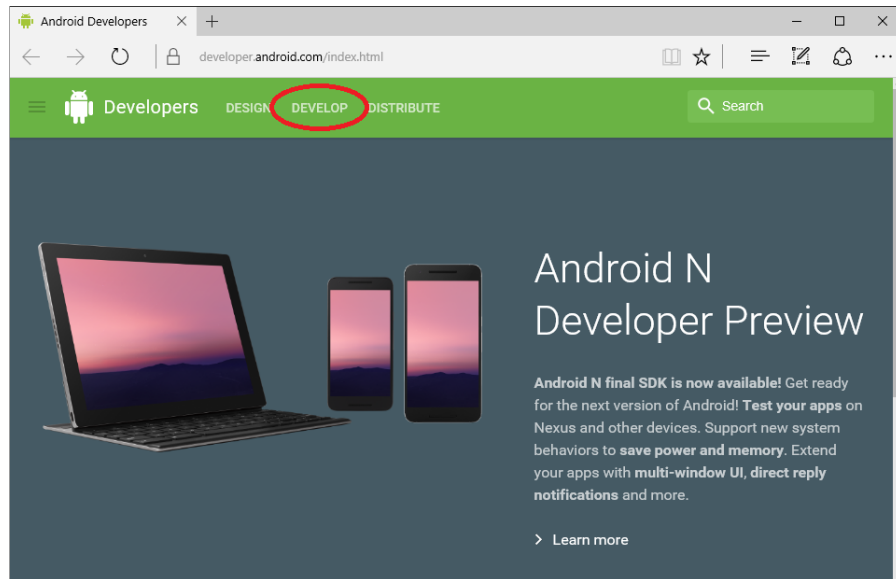 Android Developers
developer.android.com/index.html
Developers DESIGN DEVELOP DISTRIBUTE Search
Android N
Developer Preview
Android N final SDK is now available! Get ready
for the next version of Android! Test your apps on
Nexus and other devices. Support new system
behaviors to save power and memory. Extend
your apps with multi-window UI, direct reply
notifications and more.
Learn more